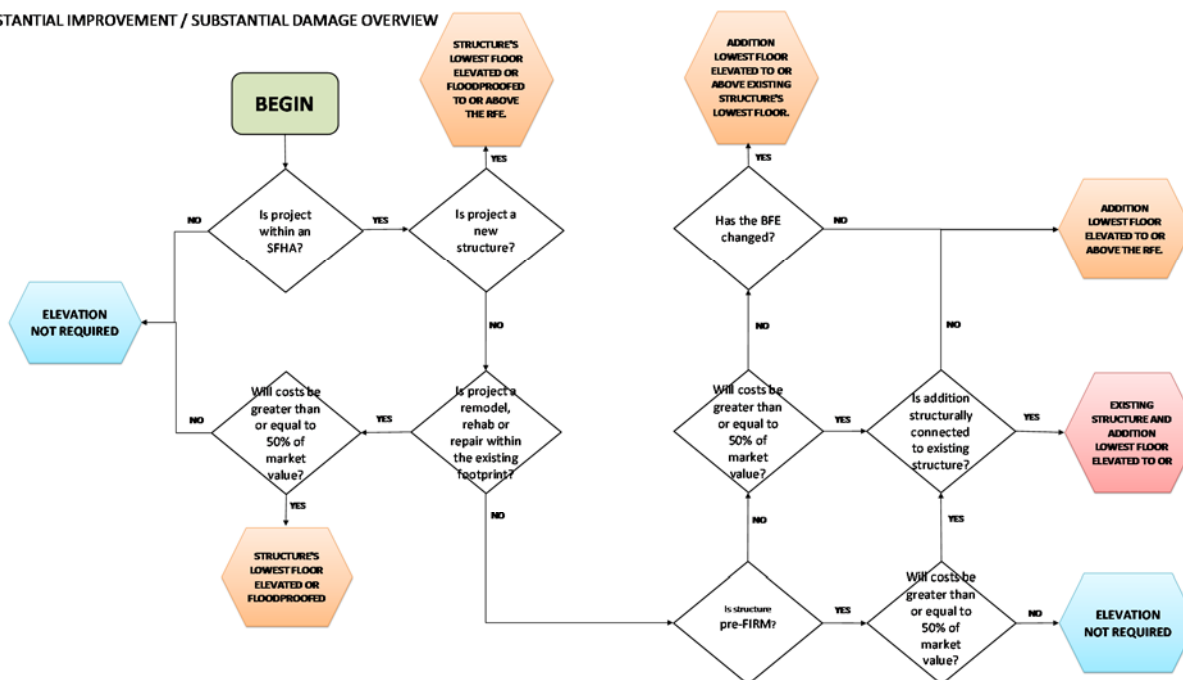 STANTIAL IMPROVEMENT / SUBSTANTIAL DAMAGE OVERVIEW
BEGIN
STRUCTURE'S
LOWEST FLOOR
ELEVATED OR
FLOODPROOFED
TO OR ABOVE
THE RFE.
ADDITION
LOWEST FLOOR
ELEVATED TO OR
ABOVE EXISTING
STRUCTURE'S
LOWEST FLOOR.
YES
YES
NO
Is project
within an
SFHA?
YES
Is project a
new
structure?
Has the BFE
changed?
NO
ADDITION
LOWEST FLOOR
ELEVATED TO OR
ABOVE THE RFE.
ELEVATION
NOT REQUIRED
NO
NO
NO
NO
Will costs be
greater than
or equal to
50% of
market
value?
YES
Is project a
remodel,
rehab or
repair within
the existing
footprint?
Will costs be
greater than
or equal to
50% of
market
value?
YES
Is addition
structurally
connected
to existing
structure?
YES
EXISTING
STRUCTURE AND
ADDITION
LOWEST FLOOR
ELEVATED TO OR
YES
NO
NO
YES
STRUCTURE'S
LOWEST FLOOR
ELEVATED OR
FLOODPROOFED
Is structure
pre-FIRM?
YES
Will costs be
greater than
or equal to
50% of
market
value?
NO
ELEVATION
NOT REQUIRED